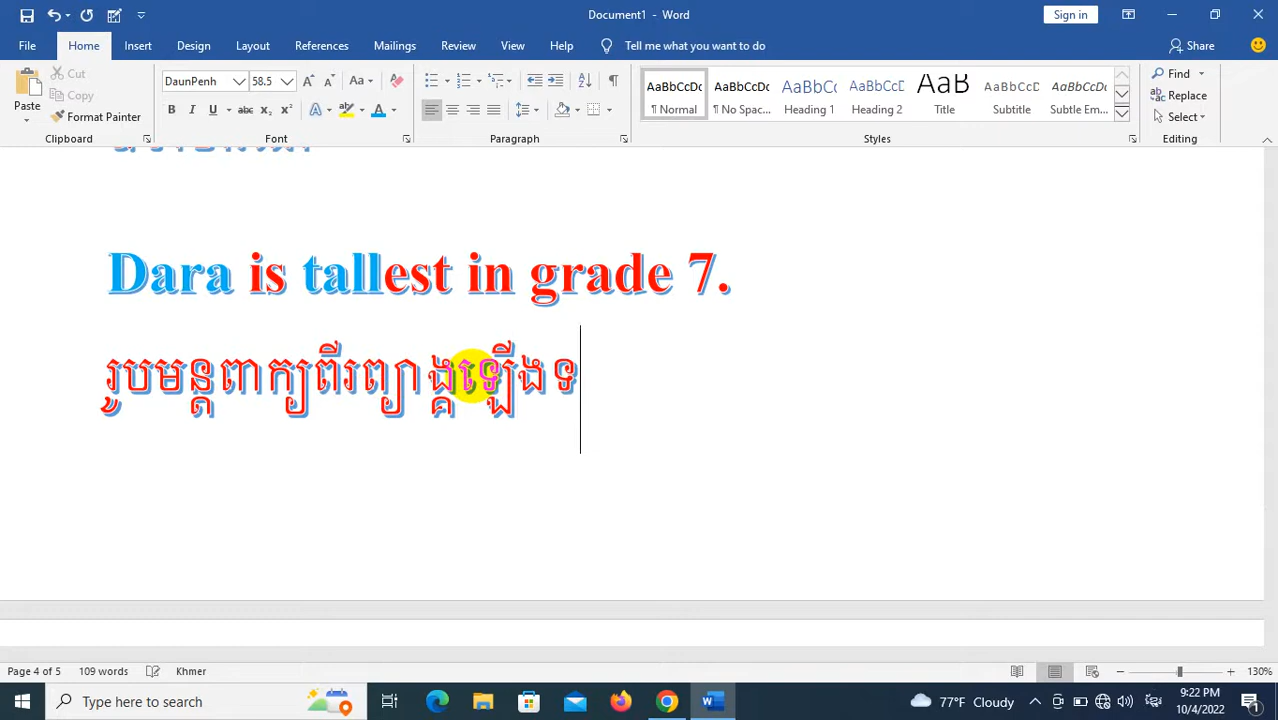 Document1 - Word
Sign in
File Home Insert Design Layout References Mailings Review View Help Tell me what you want to do Share
Paste Cut Copy Format Painter
DaunPenh 58.5
AaBbCcDc AaBbCcDc AaBbCc AaBbCcD AaB AaBbCcD AaBbCcDc
¶ Normal ¶ No Spac... Heading 1 Heading 2 Title Subtitle Subtle Em...
Find Replace Select
Clipboard Font Paragraph Styles Editing
Dara is tallest in grade 7.
រូបមន្តពាក្យពីរព្យាង្គឡើងទ
Page 4 of 5 109 words Khmer 130%
Type here to search 77°F Cloudy 9:22 PM
10/4/2022